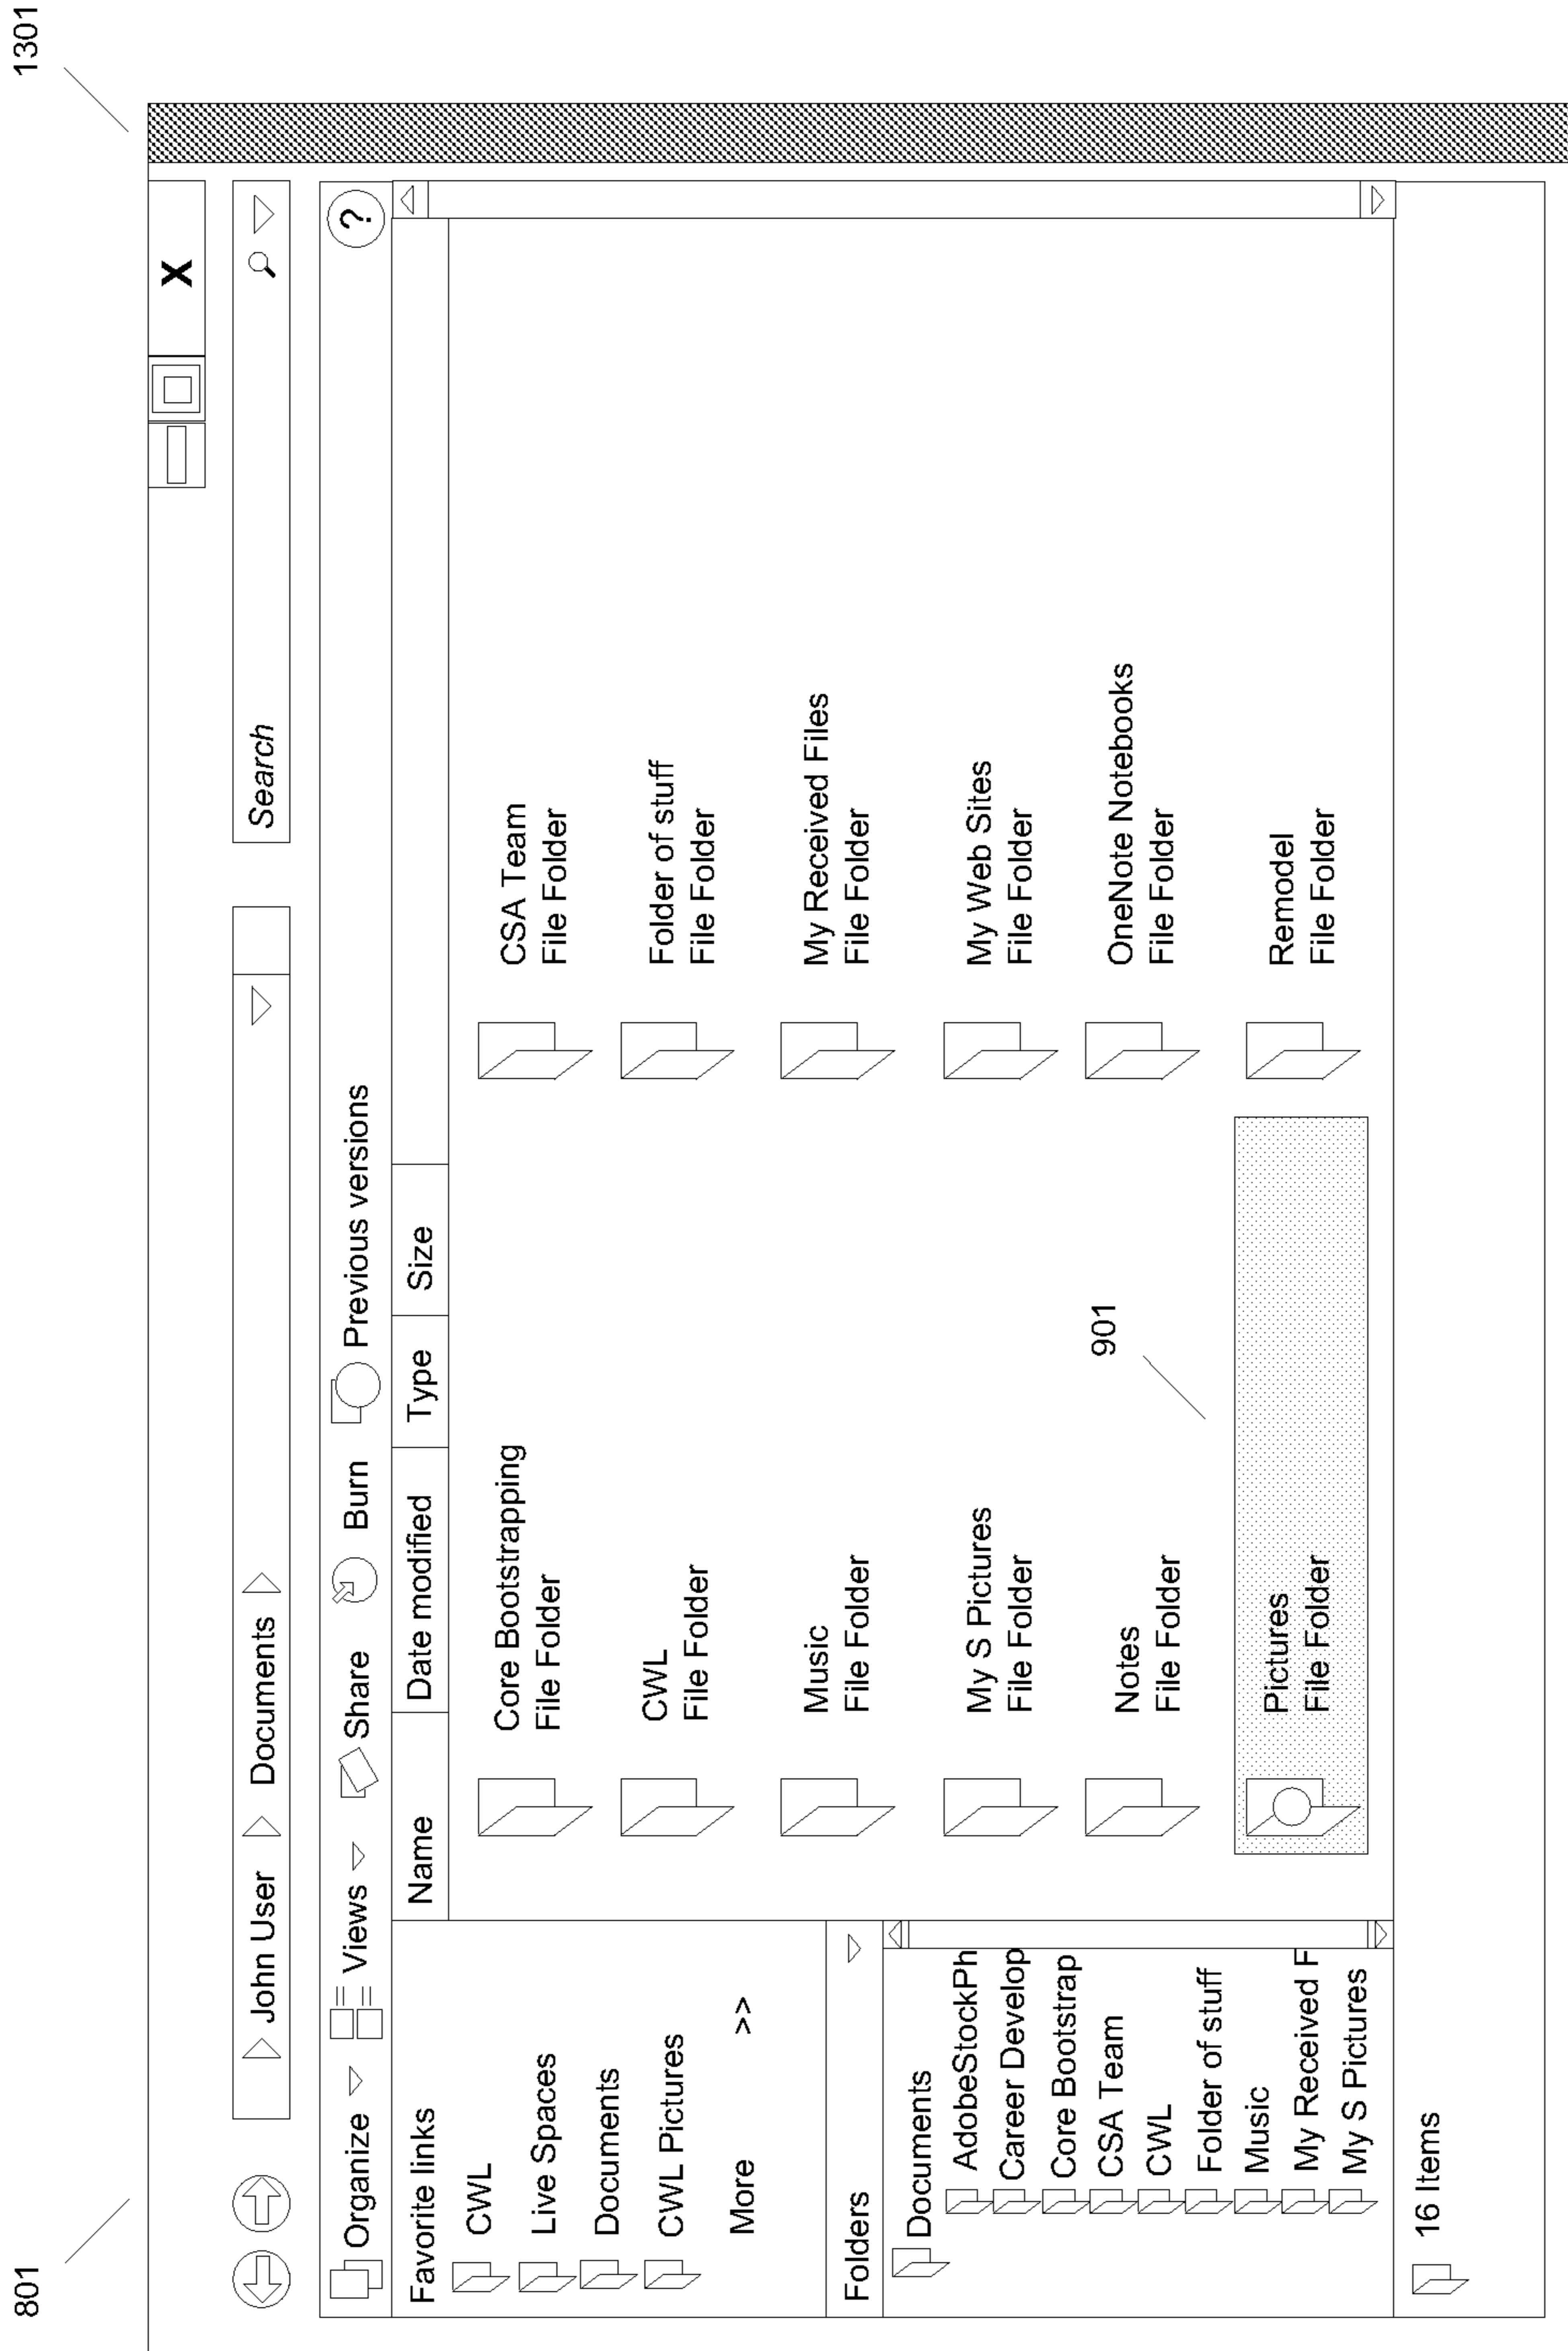 801
1301
X
John User
Documents
Search
Organize
Views
Share
Burn
Previous versions
?
Favorite links
CWL
Live Spaces
Documents
CWL Pictures
More >>
Folders
Documents
AdobeStockPh
Career Develop
Core Bootstrap
CSA Team
CWL
Folder of stuff
Music
My Received F
My S Pictures
Name
Date modified
Type
Size
Core Bootstrapping
File Folder
CSA Team
File Folder
CWL
File Folder
Folder of stuff
File Folder
Music
File Folder
My Received Files
File Folder
My S Pictures
File Folder
My Web Sites
File Folder
Notes
File Folder
OneNote Notebooks
File Folder
901
Pictures
File Folder
Remodel
File Folder
16 Items